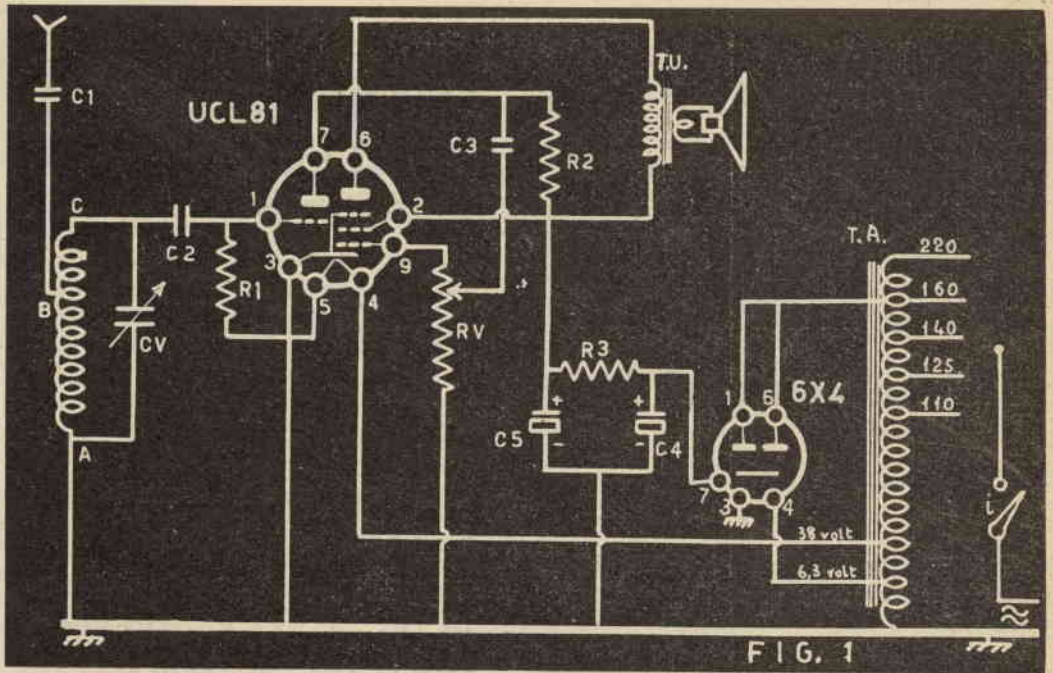 C1
UCL81
T.U.
7 6
C3
R2
C
C2
1
2
3
9
5
4
R1
B
CV
RV
A
T.A.
220
160
140
125
110
R3
1 6
6X4
+ +
C5
- -
C4
7
3 4
38 volt
6,3 volt
i
≈
FIG. 1